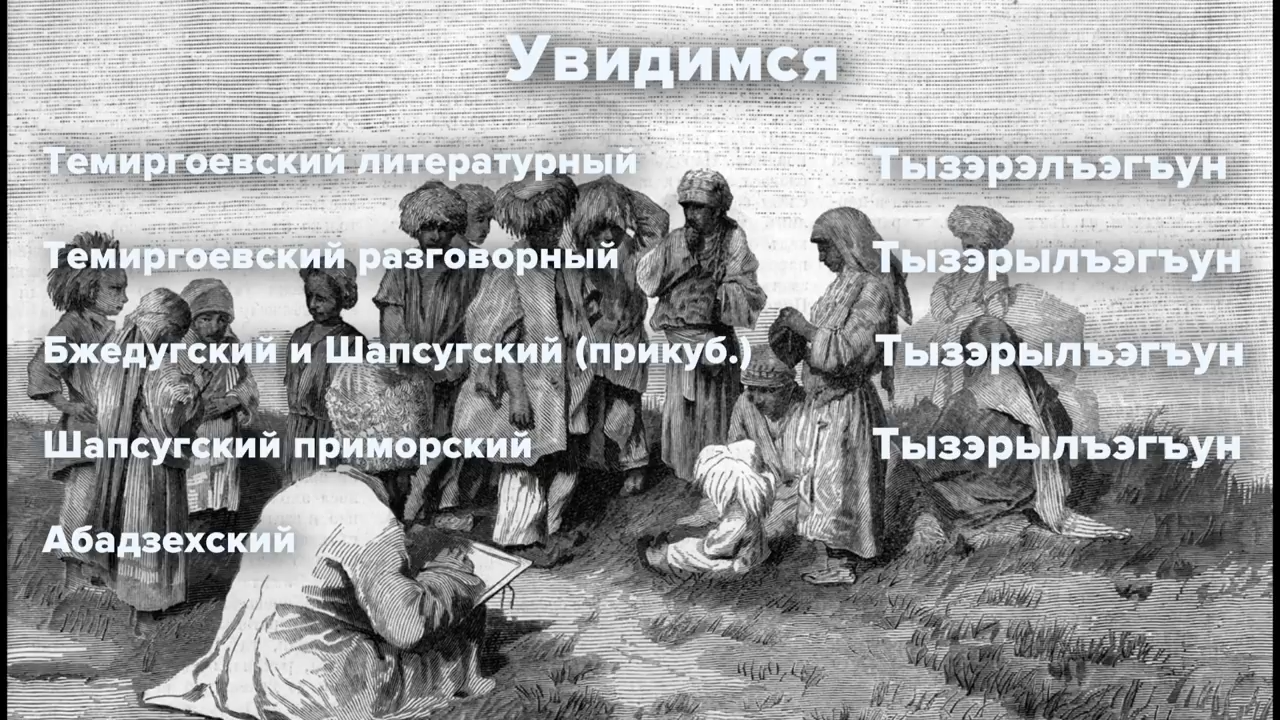 Увидимся
Темиргоевский литературный Тызэрэлъэгъун
Темиргоевский разговорный Тызэрылъэгъун
Бжедугский и Шапсугский (прикуб.) Тызэрылъэгъун
Шапсугский приморский Тызэрылъэгъун
Абадзехский